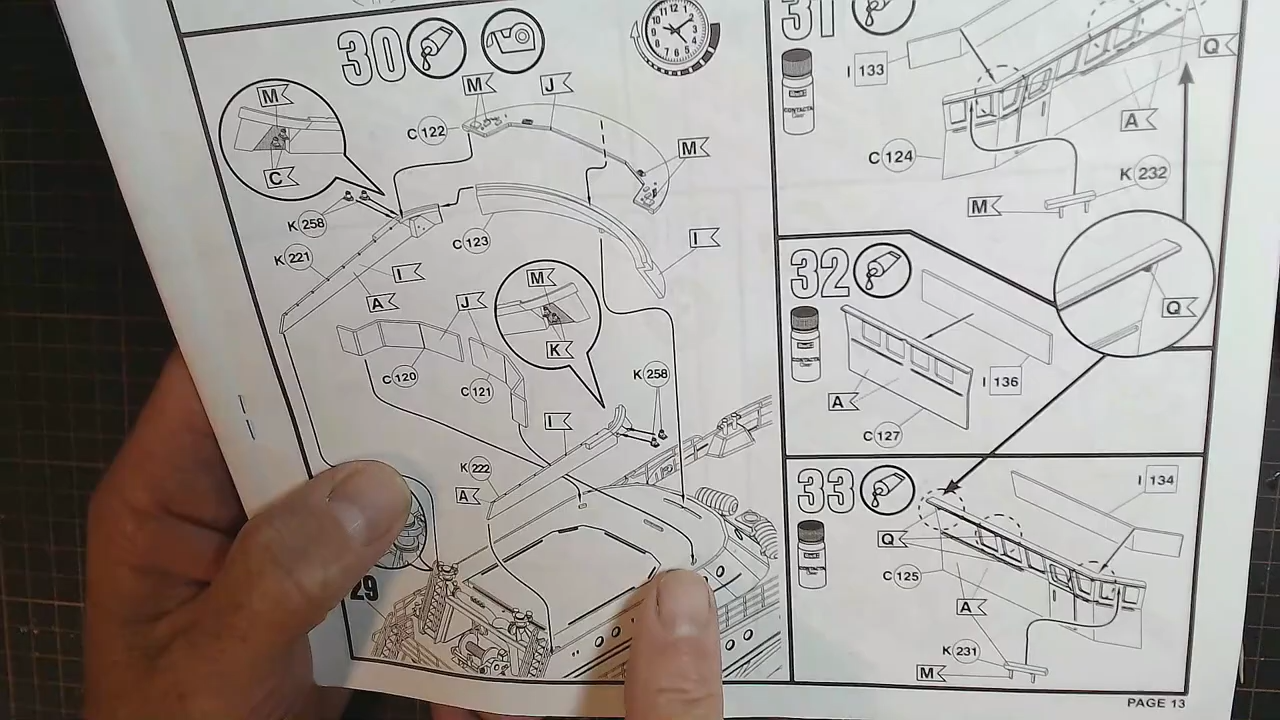 30
M
C
M
J
C 122
M
K 258
K 221
I
A
C 123
I
J
C 120
C 121
M
K
K 258
I
K 222
A
29
31
I 133
Q
CONTACTA
A
C 124
K 232
M
32
Q
I 136
A
C 127
33
I 134
Q
C 125
A
K 231
M
PAGE 13